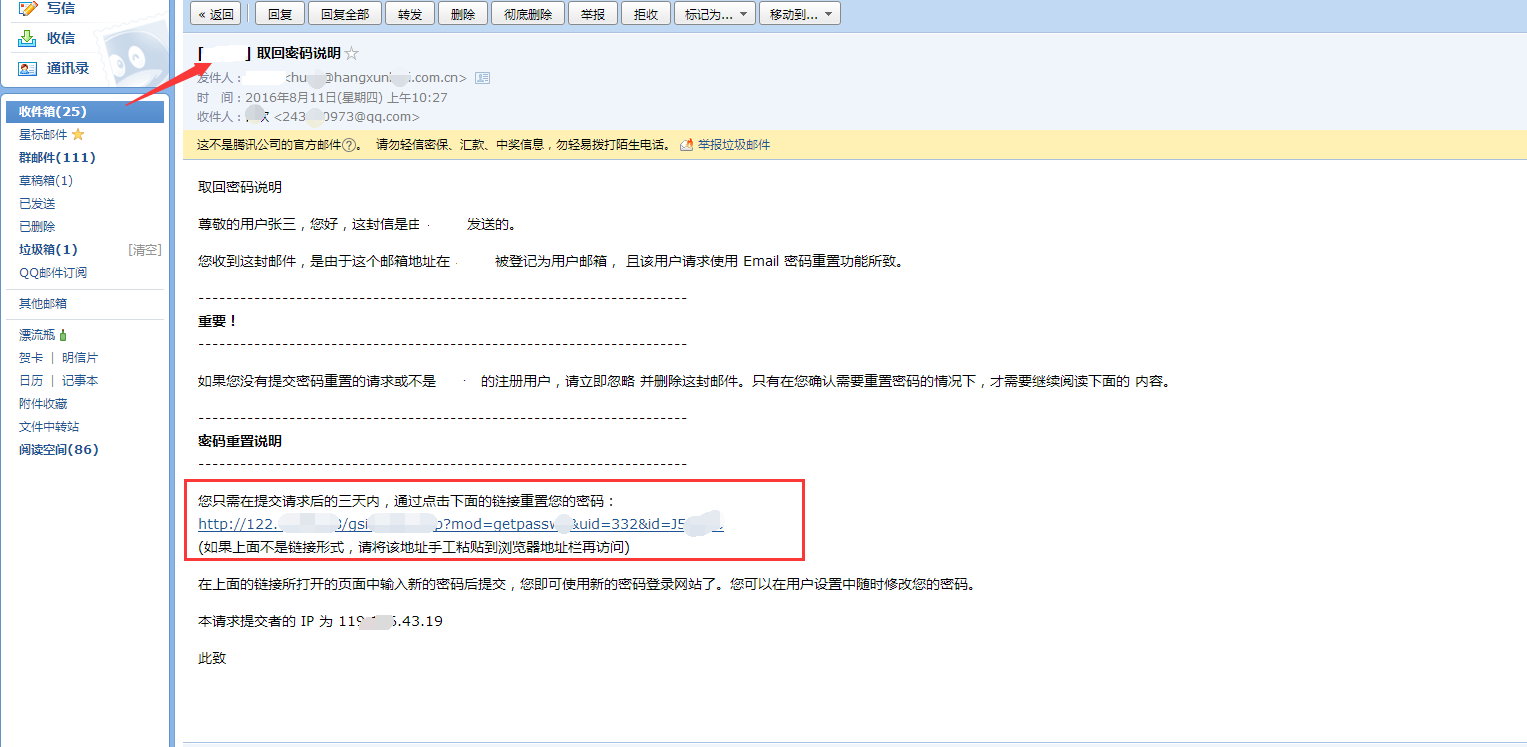 写信
收信
通讯录
收件箱(25)
星标邮件
群邮件(111)
草稿箱(1)
已发送
已删除
垃圾箱(1) [清空]
QQ邮件订阅
其他邮箱
漂流瓶
贺卡 | 明信片
日历 | 记事本
附件收藏
文件中转站
阅读空间(86)
« 返回 回复 回复全部 转发 删除 彻底删除 举报 拒收 标记为... 移动到...
[ ] 取回密码说明
发件人： @hangxun .com.cn>
时 间：2016年8月11日(星期四) 上午10:27
收件人： <243 0973@qq.com>
这不是腾讯公司的官方邮件?。 请勿轻信密保、汇款、中奖信息，勿轻易拨打陌生电话。 举报垃圾邮件
取回密码说明
尊敬的用户张三，您好，这封信是由 发送的。
您收到这封邮件，是由于这个邮箱地址在 被登记为用户邮箱， 且该用户请求使用 Email 密码重置功能所致。
----------------------------------------------------------------------
重要！
----------------------------------------------------------------------
如果您没有提交密码重置的请求或不是 的注册用户，请立即忽略 并删除这封邮件。只有在您确认需要重置密码的情况下，才需要继续阅读下面的 内容。
----------------------------------------------------------------------
密码重置说明
----------------------------------------------------------------------
您只需在提交请求后的三天内，通过点击下面的链接重置您的密码：
http://122. /gsi ?mod=getpassw &uid=332&id=J5
(如果上面不是链接形式，请将该地址手工粘贴到浏览器地址栏再访问)
在上面的链接所打开的页面中输入新的密码后提交，您即可使用新的密码登录网站了。您可以在用户设置中随时修改您的密码。
本请求提交者的 IP 为 119 .43.19
此致